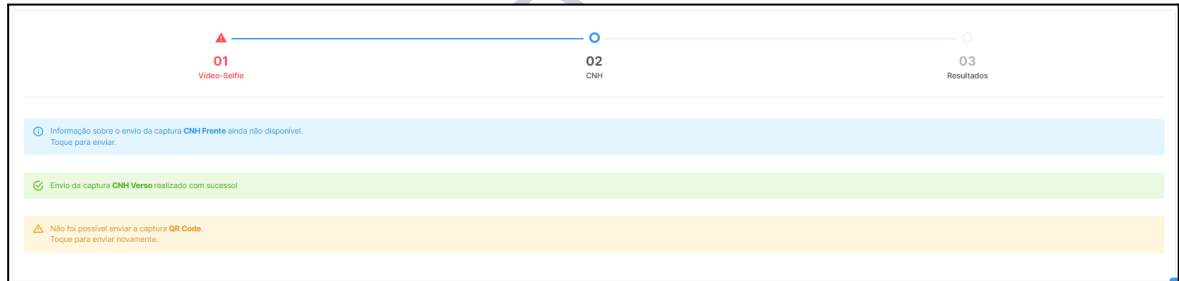 01
Vídeo-Selfie
02
CNH
03
Resultados
Informação sobre o envio da captura CNH Frente ainda não disponível.
Toque para enviar.
Envio da captura CNH Verso realizado com sucesso!
Não foi possível enviar a captura QR Code.
Toque para enviar novamente.